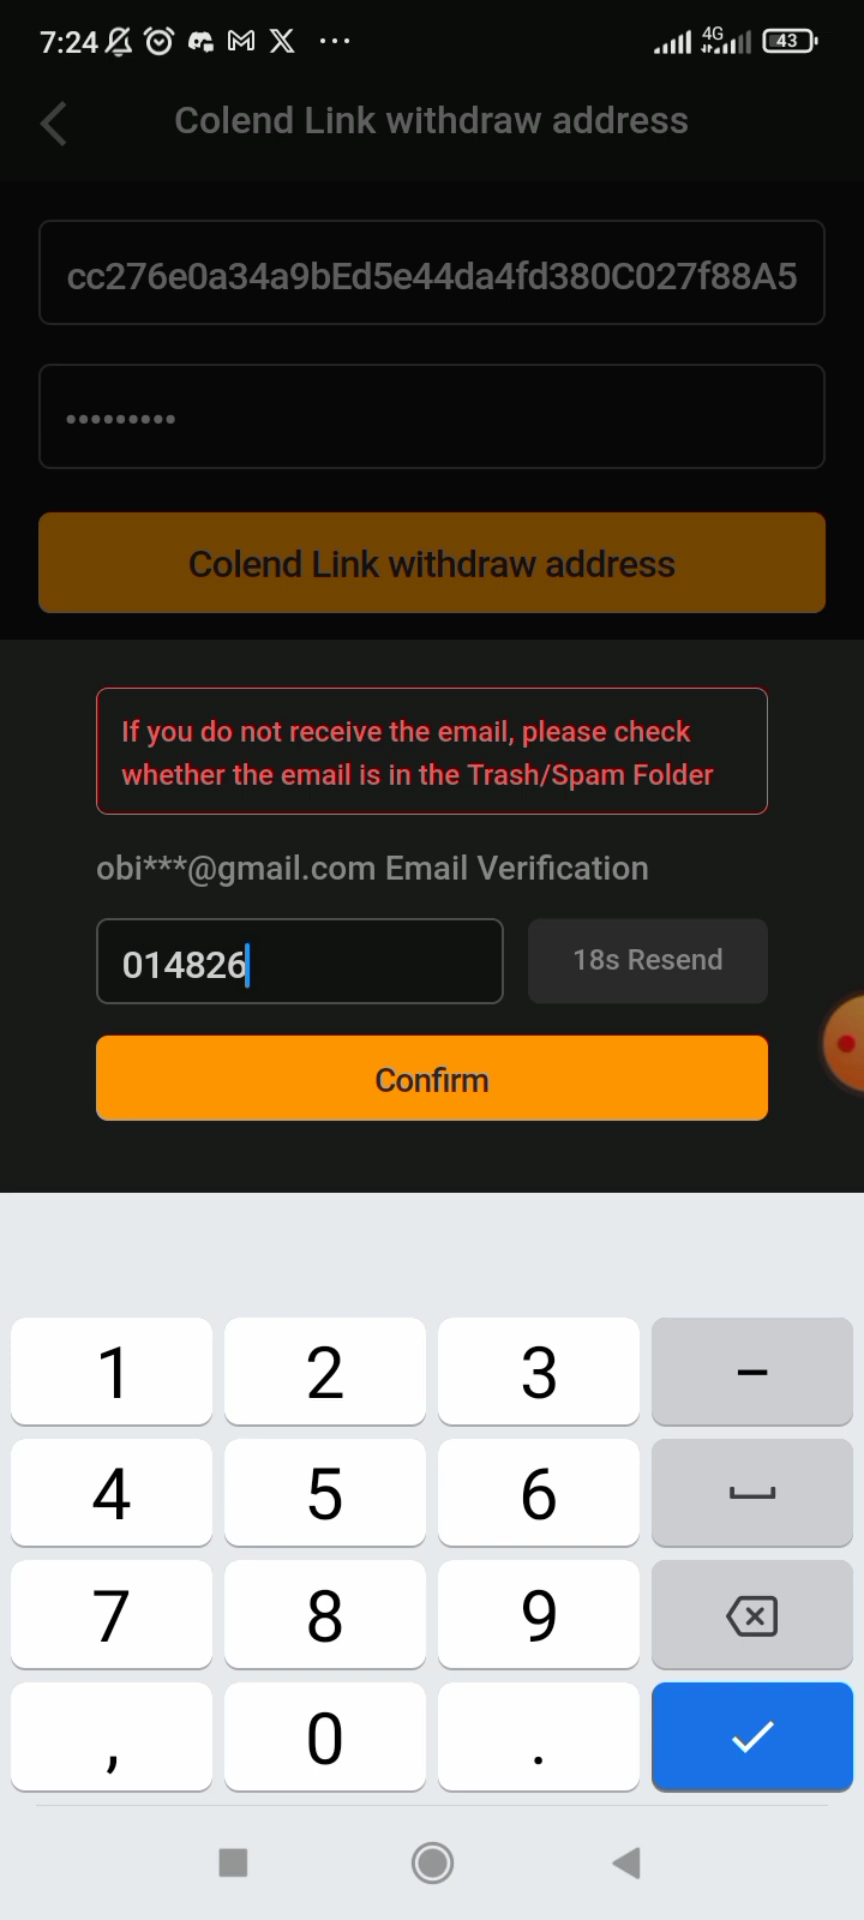 7:24
4G
43
Colend Link withdraw address
cc276e0a34a9bEd5e44da4fd380C027f88A5
•••••••••
Colend Link withdraw address
If you do not receive the email, please check
whether the email is in the Trash/Spam Folder
obi***@gmail.com Email Verification
014826
18s Resend
Confirm
1 2 3 –
4 5 6
7 8 9
, 0 .